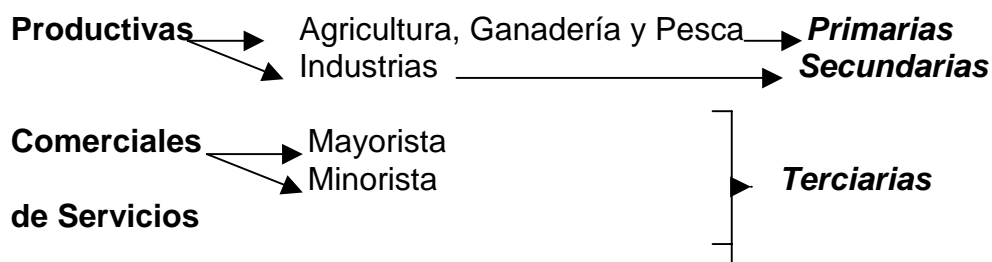 Productivas Agricultura, Ganadería y Pesca Primarias
Industrias Secundarias
Comerciales Mayorista
Minorista Terciarias
de Servicios